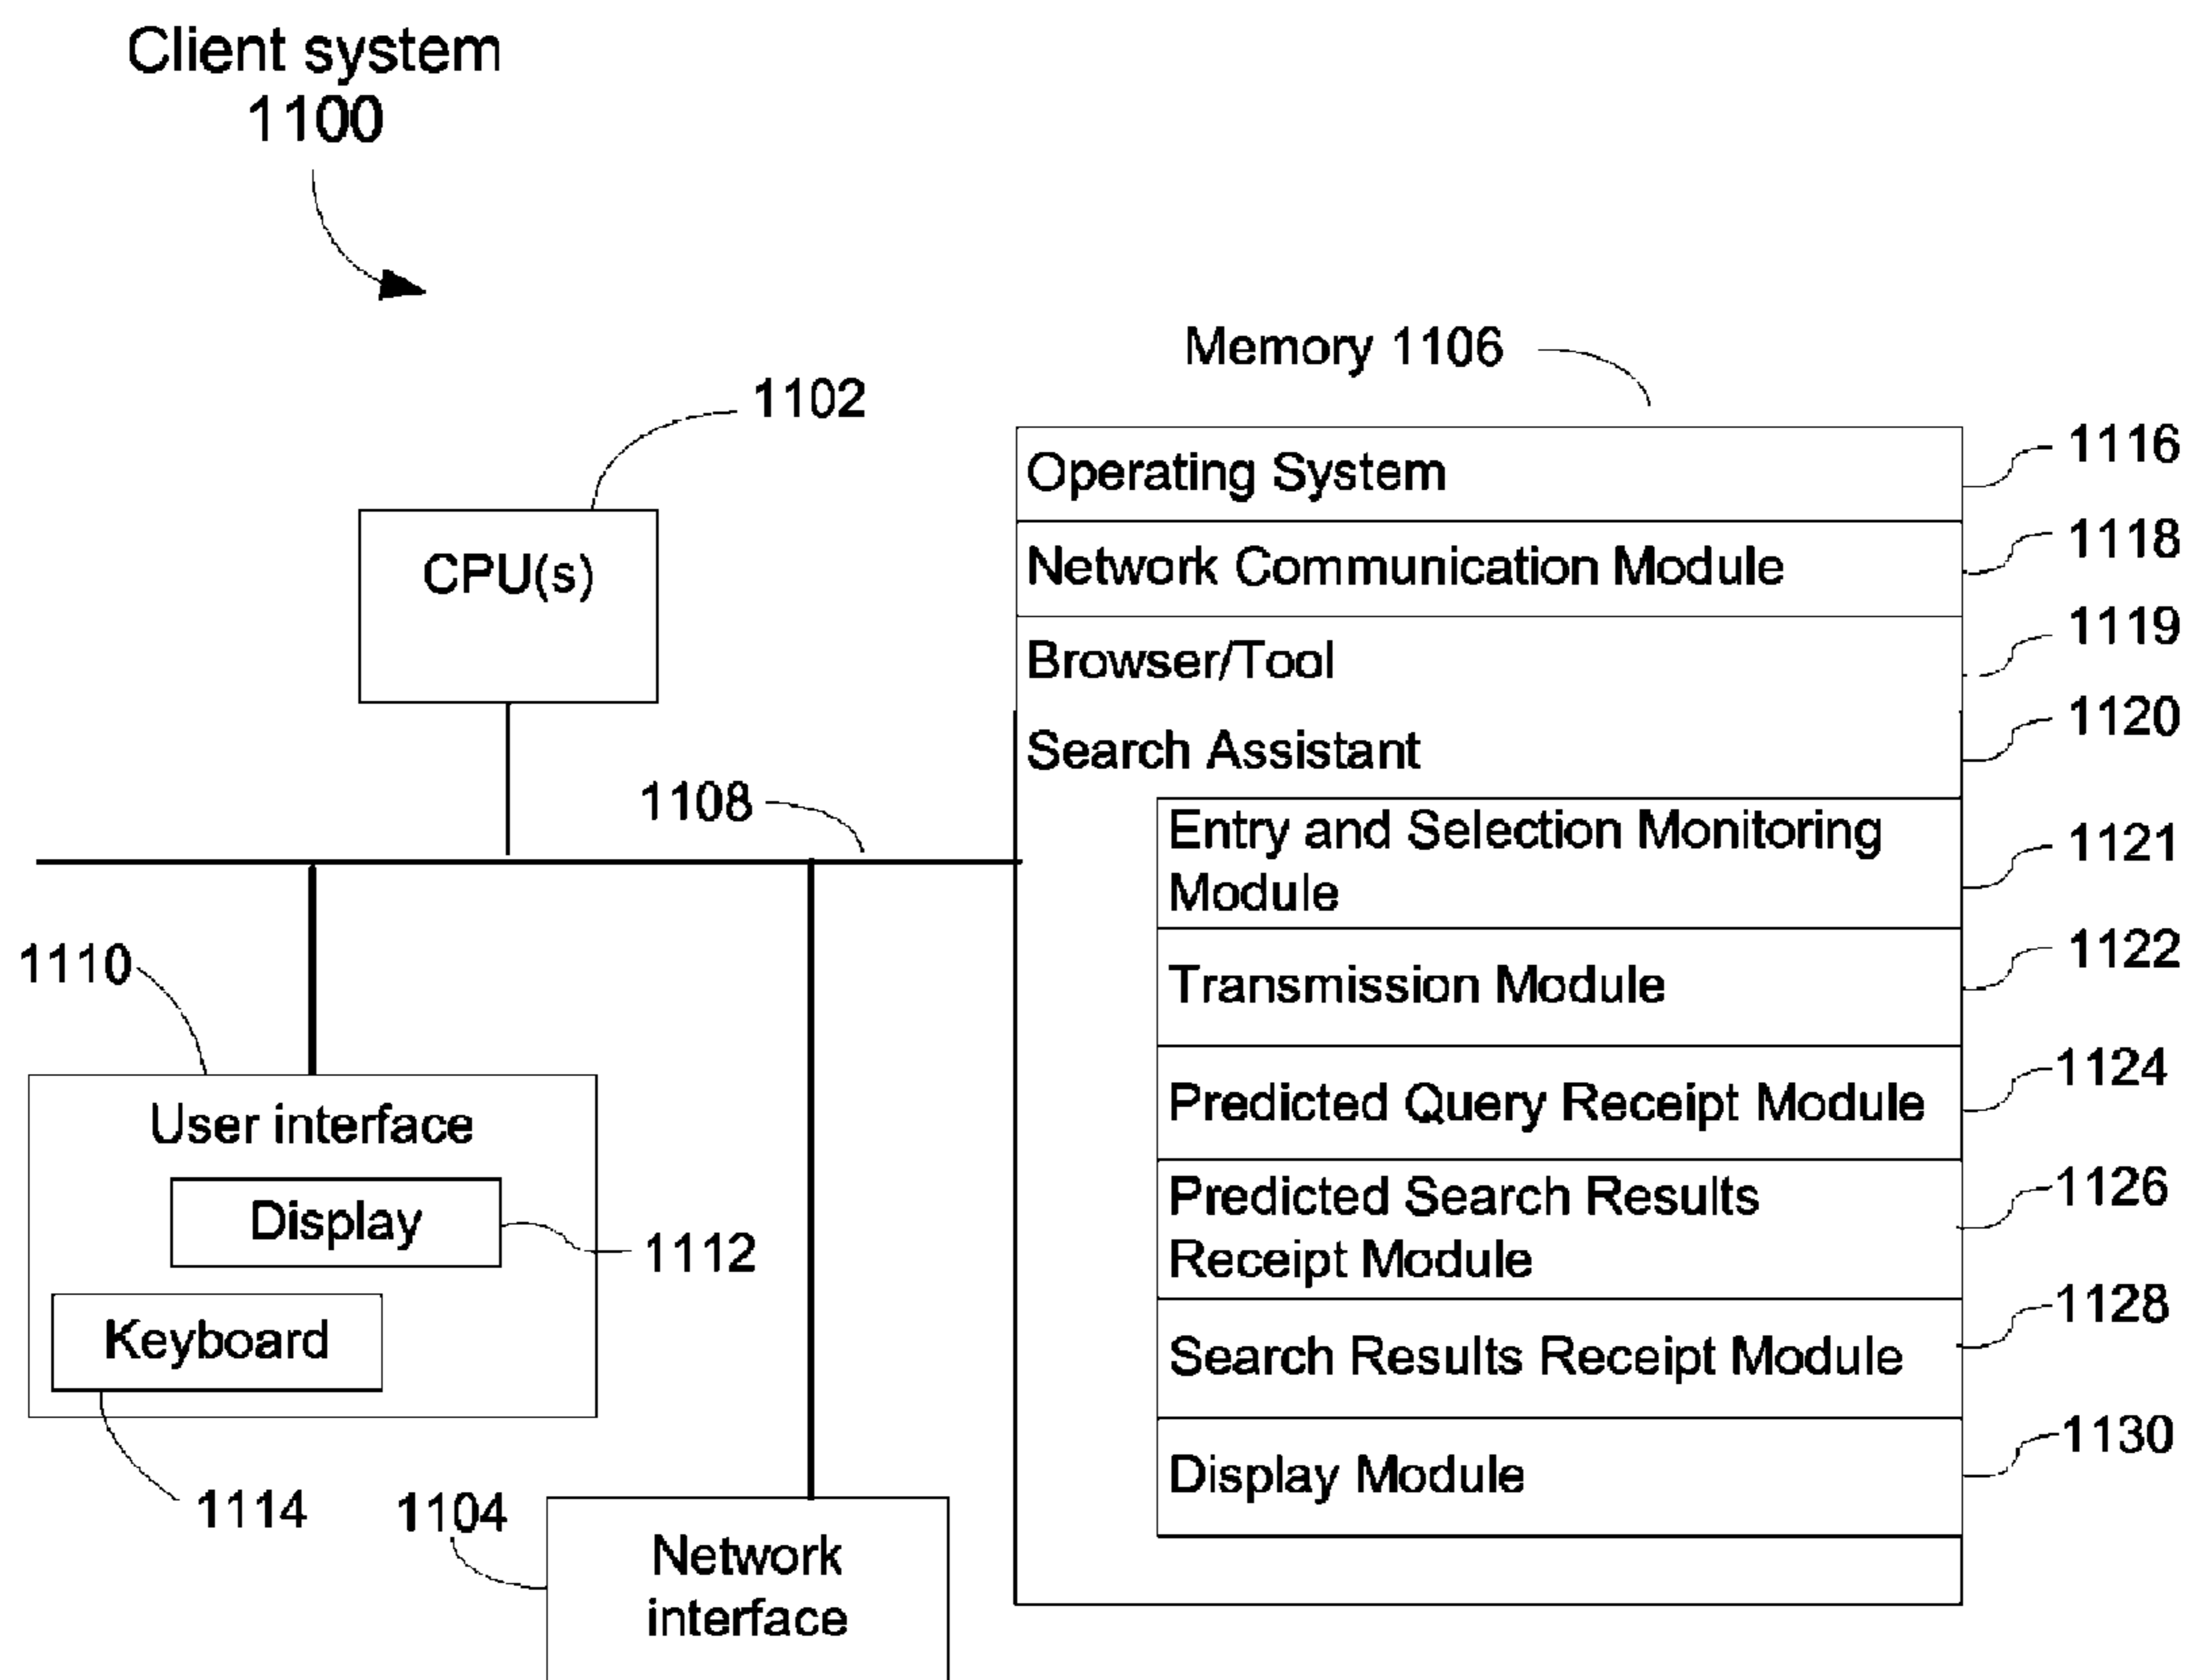 Client system
1100
Memory 1106
1102
CPU(s)
1108
1110
User interface
Display
1112
Keyboard
1114
1104
Network
interface
Operating System
1116
Network Communication Module
1118
Browser/Tool
1119
Search Assistant
1120
Entry and Selection Monitoring
Module
1121
Transmission Module
1122
Predicted Query Receipt Module
1124
Predicted Search Results
Receipt Module
1126
Search Results Receipt Module
1128
Display Module
1130